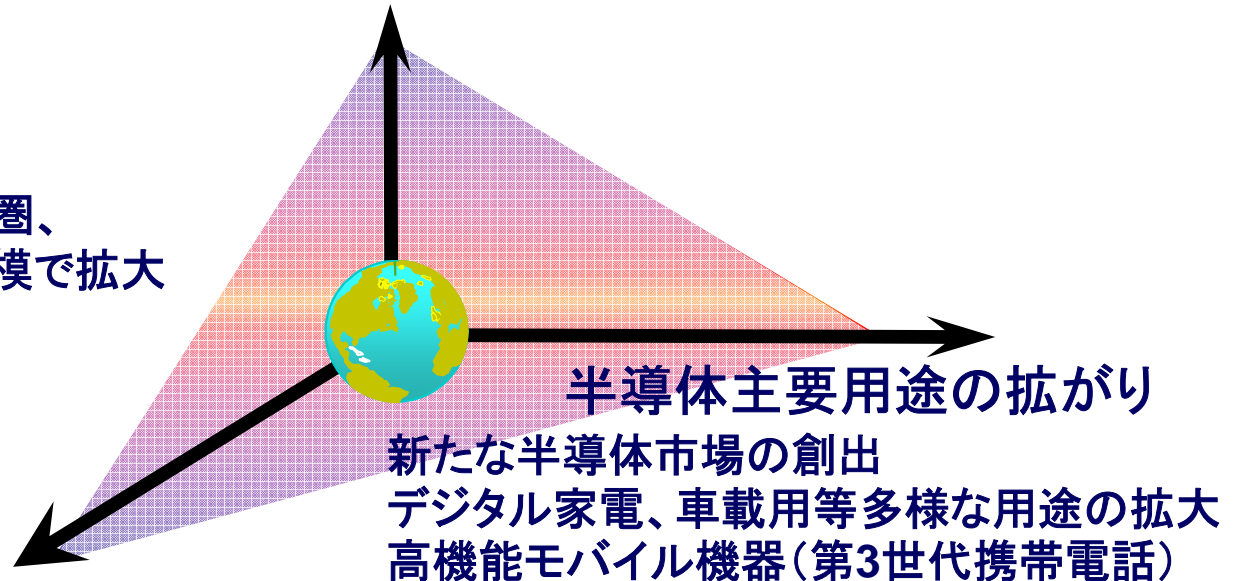 圏、
模で拡大
半導体主要用途の拡がり
新たな半導体市場の創出
デジタル家電、車載用等多様な用途の拡大
高機能モバイル機器（第3世代携帯電話）